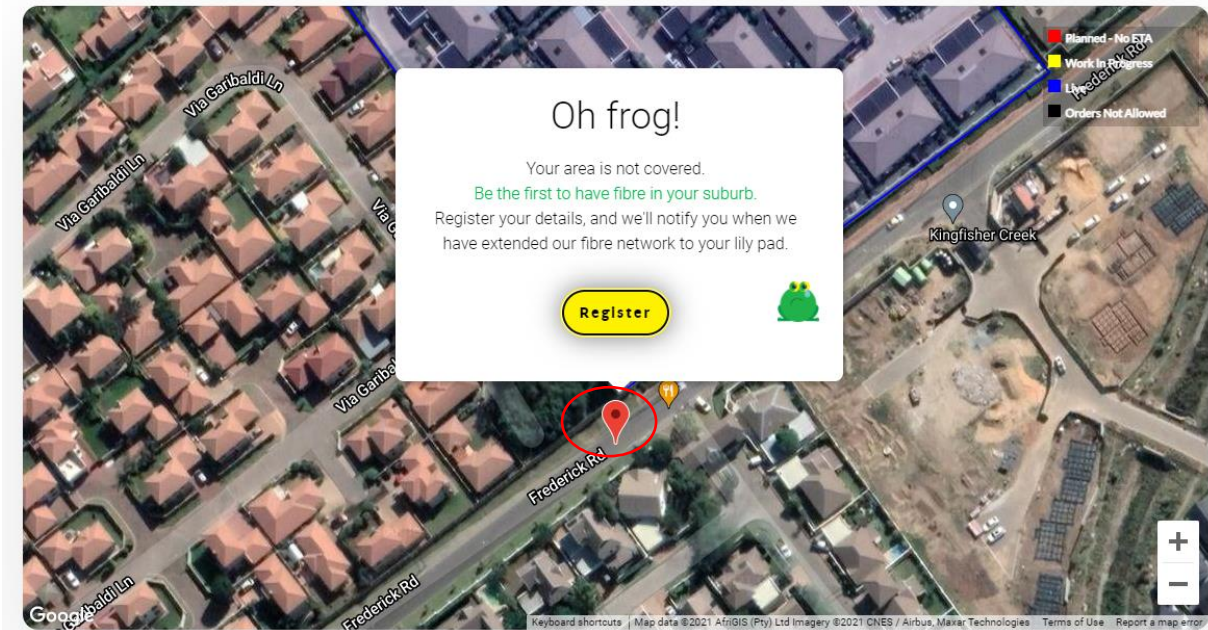 Planned - No ETA
Work In Progress
Live
Orders Not Allowed
Frederick Rd
Via Garibaldi Ln
Via Garibaldi Ln
Via G
Oh frog!
Your area is not covered.
Be the first to have fibre in your suburb.
Register your details, and we'll notify you when we
have extended our fibre network to your lily pad.
Register
Kingfisher Creek
Via Garibal
Frederick Rd
Frederick Rd
Garibaldi Ln
Google
Keyboard shortcuts
Map data ©2021 AfriGIS (Pty) Ltd Imagery ©2021 CNES / Airbus, Maxar Technologies
Terms of Use
Report a map error